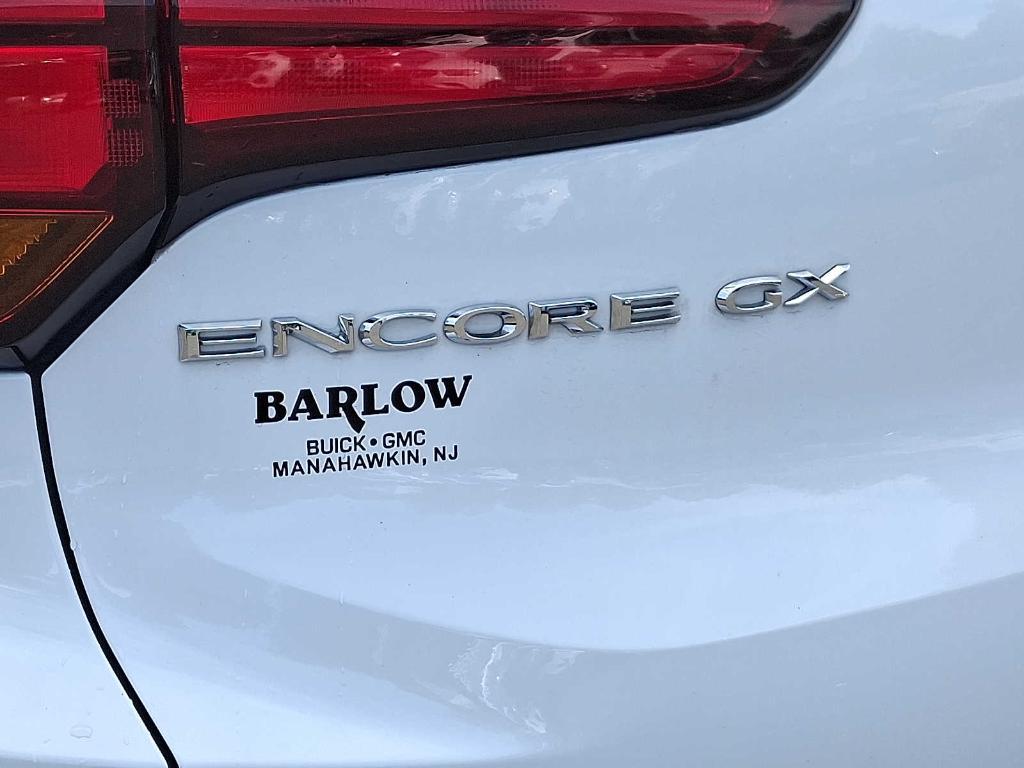 ENCORE GX
BARLOW
BUICK • GMC
MANAHAWKIN, NJ